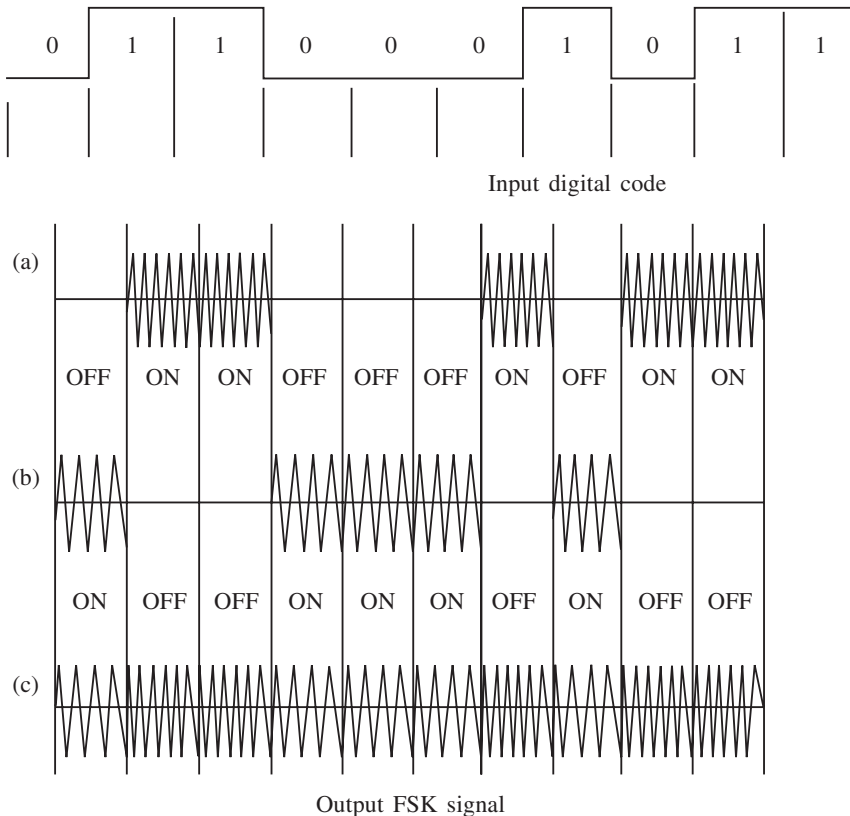 0 1 1 0 0 0 1 0 1 1
Input digital code
(a)
OFF ON ON OFF OFF OFF ON OFF ON ON
(b)
ON OFF OFF ON ON ON OFF ON OFF OFF
(c)
Output FSK signal